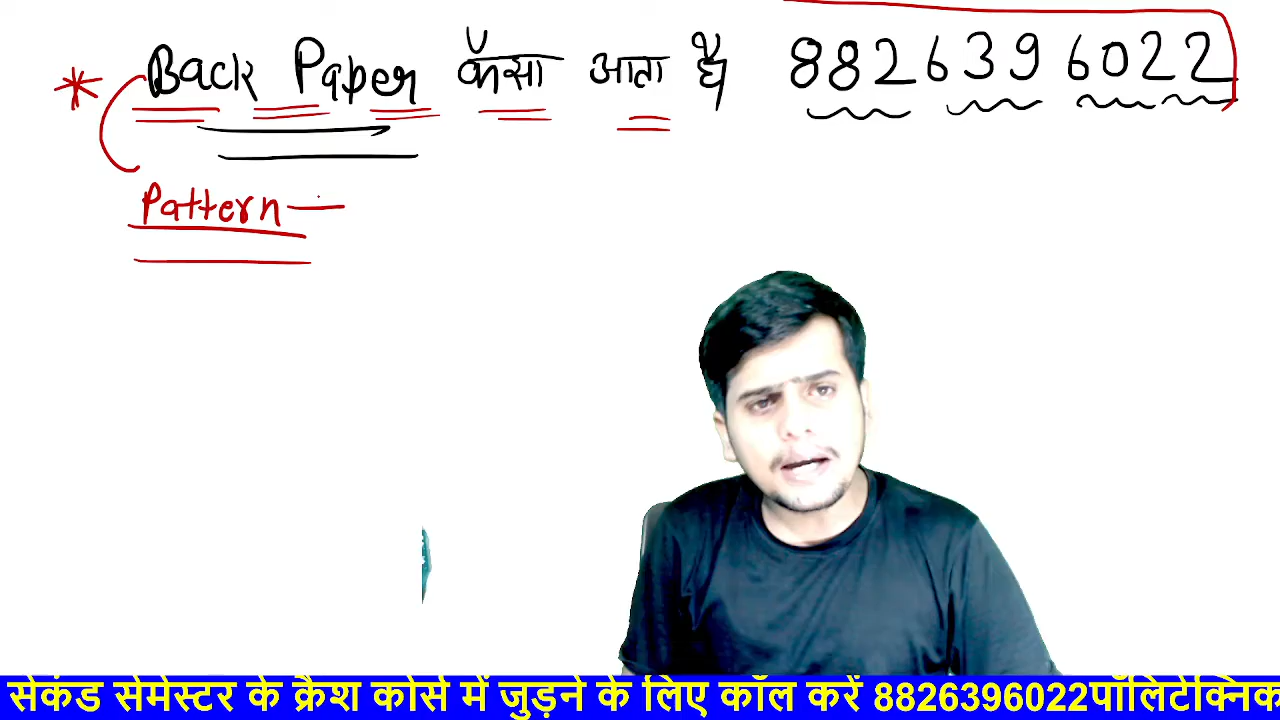 Back Paper कैसा आता है 8826396022
Pattern —
सेकंड सेमेस्टर के क्रैश कोर्स में जुड़ने के लिए कॉल करें 8826396022पॉलिटेक्निक